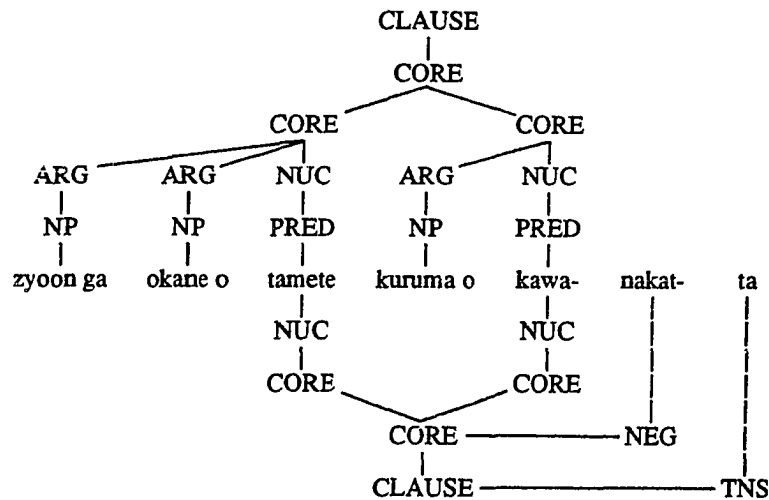 CLAUSE
CORE
CORE CORE
ARG ARG NUC ARG NUC
NP NP PRED NP PRED
zyoon ga okane o tamete kuruma o kawa- nakat- ta
NUC NUC
CORE CORE
CORE NEG
CLAUSE TNS